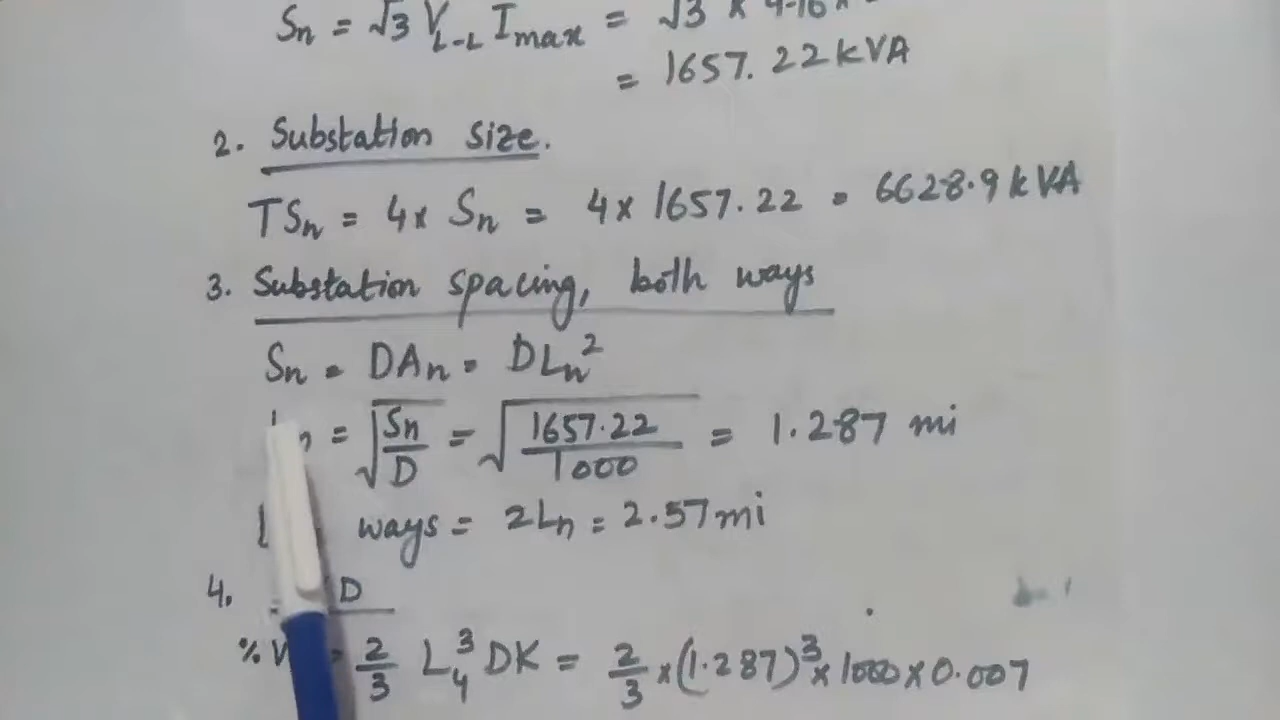 Sn = √3 V_L-L Imax = √3 × 4.16 ×
= 1657.22 kVA
2. Substation size.
TSn = 4 × Sn = 4 × 1657.22 = 6628.9 kVA
3. Substation spacing, both ways
Sn = DAn = DLn²
n = √(Sn/D) = √(1657.22/1000) = 1.287 mi
ways = 2Ln = 2.57 mi
4. D
% V = 2/3 L₄³ DK = 2/3 × (1.287)³ × 1000 × 0.007